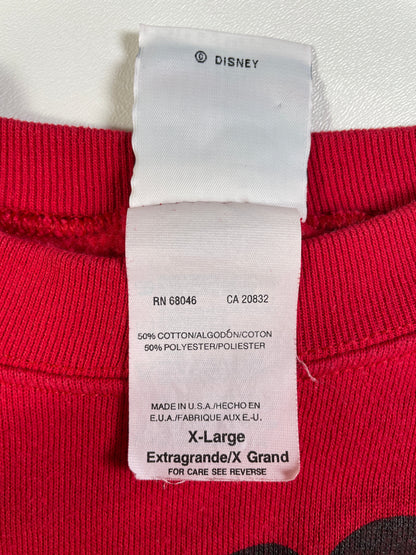 © DISNEY
RN 68046 CA 20832
50% COTTON/ALGODÓN/COTON
50% POLYESTER/POLIESTER
MADE IN U.S.A./HECHO EN
E.U.A./FABRIQUE AUX E.-U.
X-Large
Extragrande/X Grand
FOR CARE SEE REVERSE